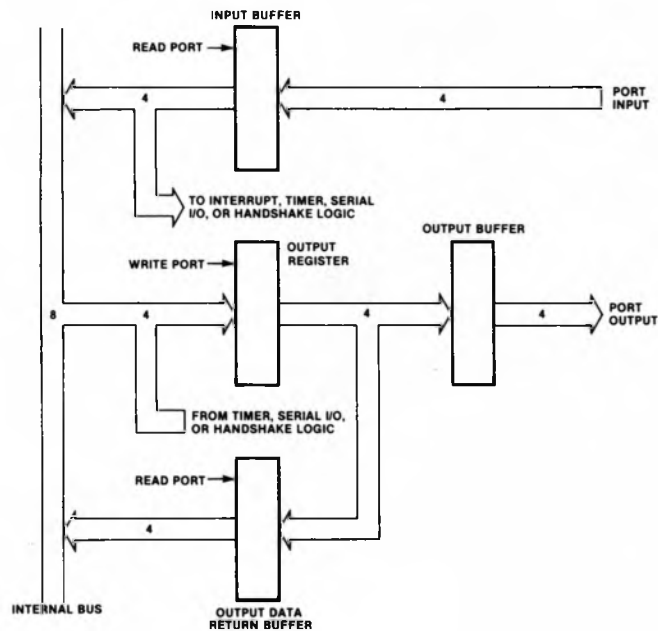 INPUT BUFFER
READ PORT
4
4
PORT
INPUT
TO INTERRUPT, TIMER, SERIAL
I/O, OR HANDSHAKE LOGIC
OUTPUT BUFFER
WRITE PORT
OUTPUT
REGISTER
8
4
4
4
PORT
OUTPUT
FROM TIMER, SERIAL I/O,
OR HANDSHAKE LOGIC
READ PORT
4
INTERNAL BUS
OUTPUT DATA
RETURN BUFFER